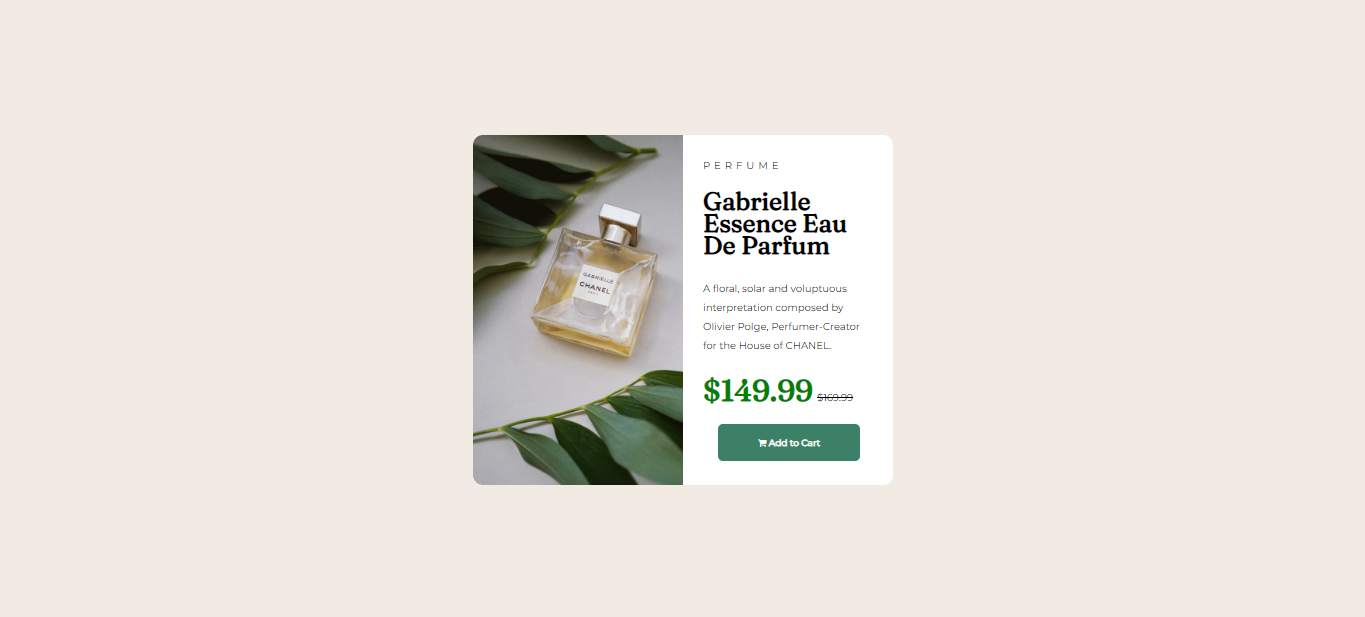 GABRIELLE
CHANEL
PARIS
PERFUME
Gabrielle
Essence Eau
De Parfum
A floral, solar and voluptuous
interpretation composed by
Olivier Polge, Perfumer-Creator
for the House of CHANEL.
$149.99 $169.99
Add to Cart